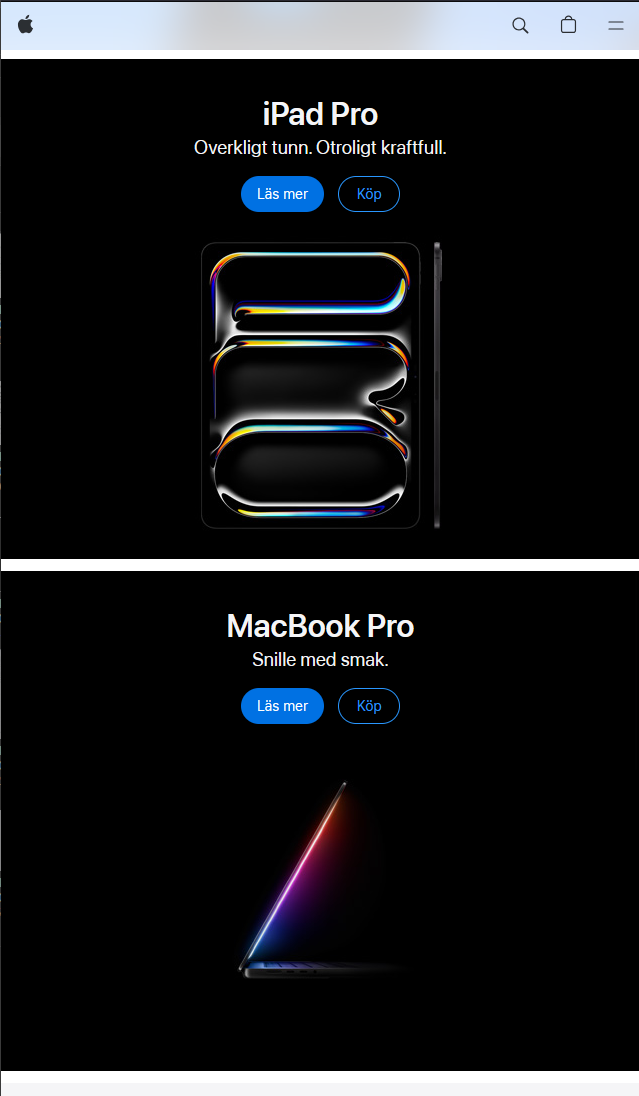 iPad Pro
Overkligt tunn. Otroligt kraftfull.
Läs mer
Köp
MacBook Pro
Snille med smak.
Läs mer
Köp